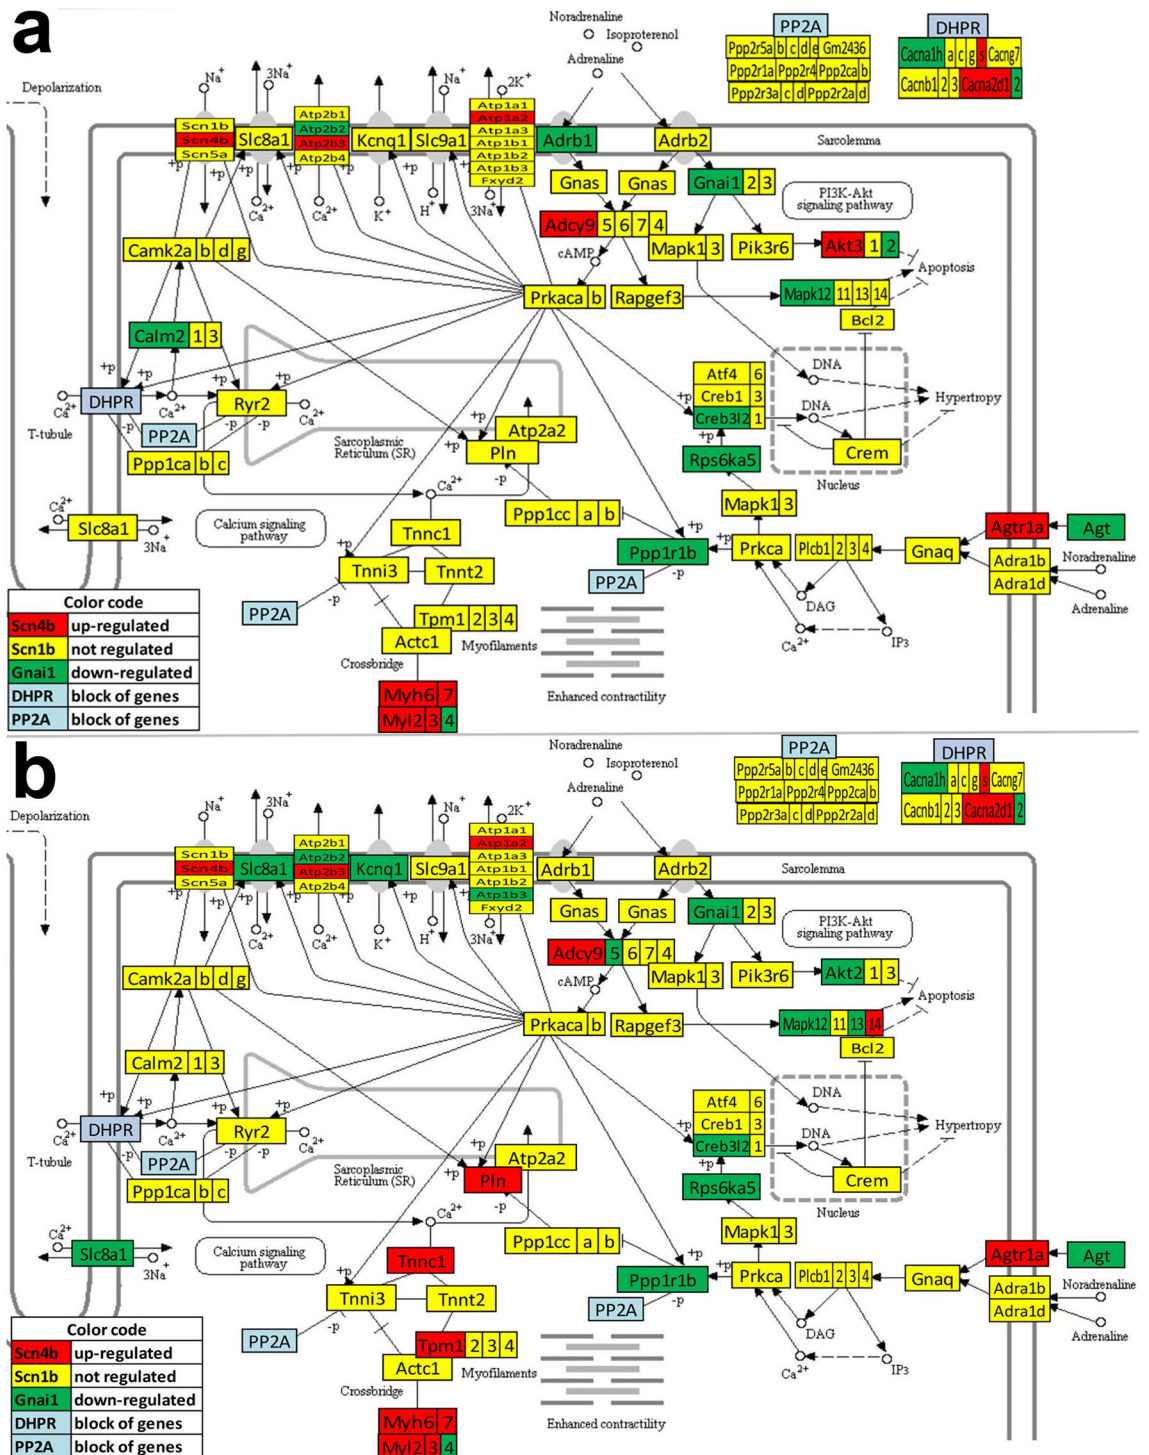 a
Noradrenaline
Isoproterenol
Adrenaline
PP2A
Ppp2r5a b c d e Gm2436
Ppp2r1a Ppp2r4 Ppp2ca b
Ppp2r3a c d Ppp2r2a d
DHPR
Cacna1h a c g s Cacng7
Cacnb1 2 3 Cacna2d1 2
Depolarization
Na+
3Na+
Na+
2K+
Scn1b
Scn4b
Scn5a
Slc8a1
Atp2b1
Atp2b2
Atp2b3
Atp2b4
Kcnq1
Slc9a1
Atp1a1
Atp1a2
Atp1a3
Atp1b1
Atp1b2
Atp1b3
Fxyd2
Adrb1
Adrb2
Sarcolemma
+p
+p
+p
+p
+p
+p
Ca2+
Ca2+
K+
H+
3Na+
Gnas
Gnas
Gnai1 2 3
PI3K-Akt
signaling pathway
Adcy9 5 6 7 4
Mapk1 3
Pik3r6
Akt3 1 2
Camk2a b d g
cAMP
Apoptosis
Prkaca b
Rapgef3
Mapk12 11 13 14
Bcl2
Calm2 1 3
+p
+p
+p
DNA
Atf4 6
Creb1 3
Creb3l2 1
+p
+p
DNA
Hypertropy
Ca2+
DHPR
Ca2+
Ryr2
Ca2+
T-tubule
-p
PP2A
-p
-p
Ppp1ca b c
Sarcoplasmic
Reticulum (SR)
+p
+p
Atp2a2
Pln
-p
Rps6ka5
Crem
Nucleus
Ca2+
Mapk1 3
Ca2+
Slc8a1
3Na+
Calcium signaling
pathway
Ppp1cc a b
Tnnc1
+p
+p
Ppp1r1b
-p
PP2A
Prkca
Plcb1 2 3 4
Gnaq
Agtr1a
Agt
Adra1b
Adra1d
Noradrenaline
Adrenaline
+p
Tnni3
Tnnt2
-p
PP2A
Tpm1 2 3 4
Actc1
Myofilaments
Crossbridge
DAG
Ca2+
IP3
Myh6 7
Myl2 3 4
Enhanced contractility
Color code
Scn4b up-regulated
Scn1b not regulated
Gnai1 down-regulated
DHPR block of genes
PP2A block of genes
b
Noradrenaline
Isoproterenol
Adrenaline
PP2A
Ppp2r5a b c d e Gm2436
Ppp2r1a Ppp2r4 Ppp2ca b
Ppp2r3a c d Ppp2r2a d
DHPR
Cacna1h a c g s Cacng7
Cacnb1 2 3 Cacna2d1 2
Depolarization
Na+
3Na+
Na+
2K+
Scn1b
Scn4b
Scn5a
Slc8a1
Atp2b1
Atp2b2
Atp2b3
Atp2b4
Kcnq1
Slc9a1
Atp1a1
Atp1a2
Atp1a3
Atp1b1
Atp1b2
Atp1b3
Fxyd2
Adrb1
Adrb2
Sarcolemma
+p
+p
+p
+p
+p
+p
Ca2+
Ca2+
K+
H+
3Na+
Gnas
Gnas
Gnai1 2 3
PI3K-Akt
signaling pathway
Adcy9 5 6 7 4
Mapk1 3
Pik3r6
Akt2 1 3
Camk2a b d g
cAMP
Apoptosis
Prkaca b
Rapgef3
Mapk12 11 13 14
Bcl2
Calm2 1 3
+p
+p
+p
DNA
Atf4 6
Creb1 3
Creb3l2 1
+p
+p
DNA
Hypertropy
Ca2+
DHPR
Ca2+
Ryr2
Ca2+
T-tubule
-p
PP2A
-p
-p
Ppp1ca b c
Sarcoplasmic
Reticulum (SR)
+p
+p
Atp2a2
Pln
-p
Rps6ka5
Crem
Nucleus
Ca2+
Mapk1 3
Ca2+
Slc8a1
3Na+
Calcium signaling
pathway
Ppp1cc a b
Tnnc1
+p
+p
Ppp1r1b
-p
PP2A
Prkca
Plcb1 2 3 4
Gnaq
Agtr1a
Agt
Adra1b
Adra1d
Noradrenaline
Adrenaline
+p
Tnni3
Tnnt2
-p
PP2A
Tpm1 2 3 4
Actc1
Myofilaments
Crossbridge
DAG
Ca2+
IP3
Myh6 7
Myl2 3 4
Enhanced contractility
Color code
Scn4b up-regulated
Scn1b not regulated
Gnai1 down-regulated
DHPR block of genes
PP2A block of genes